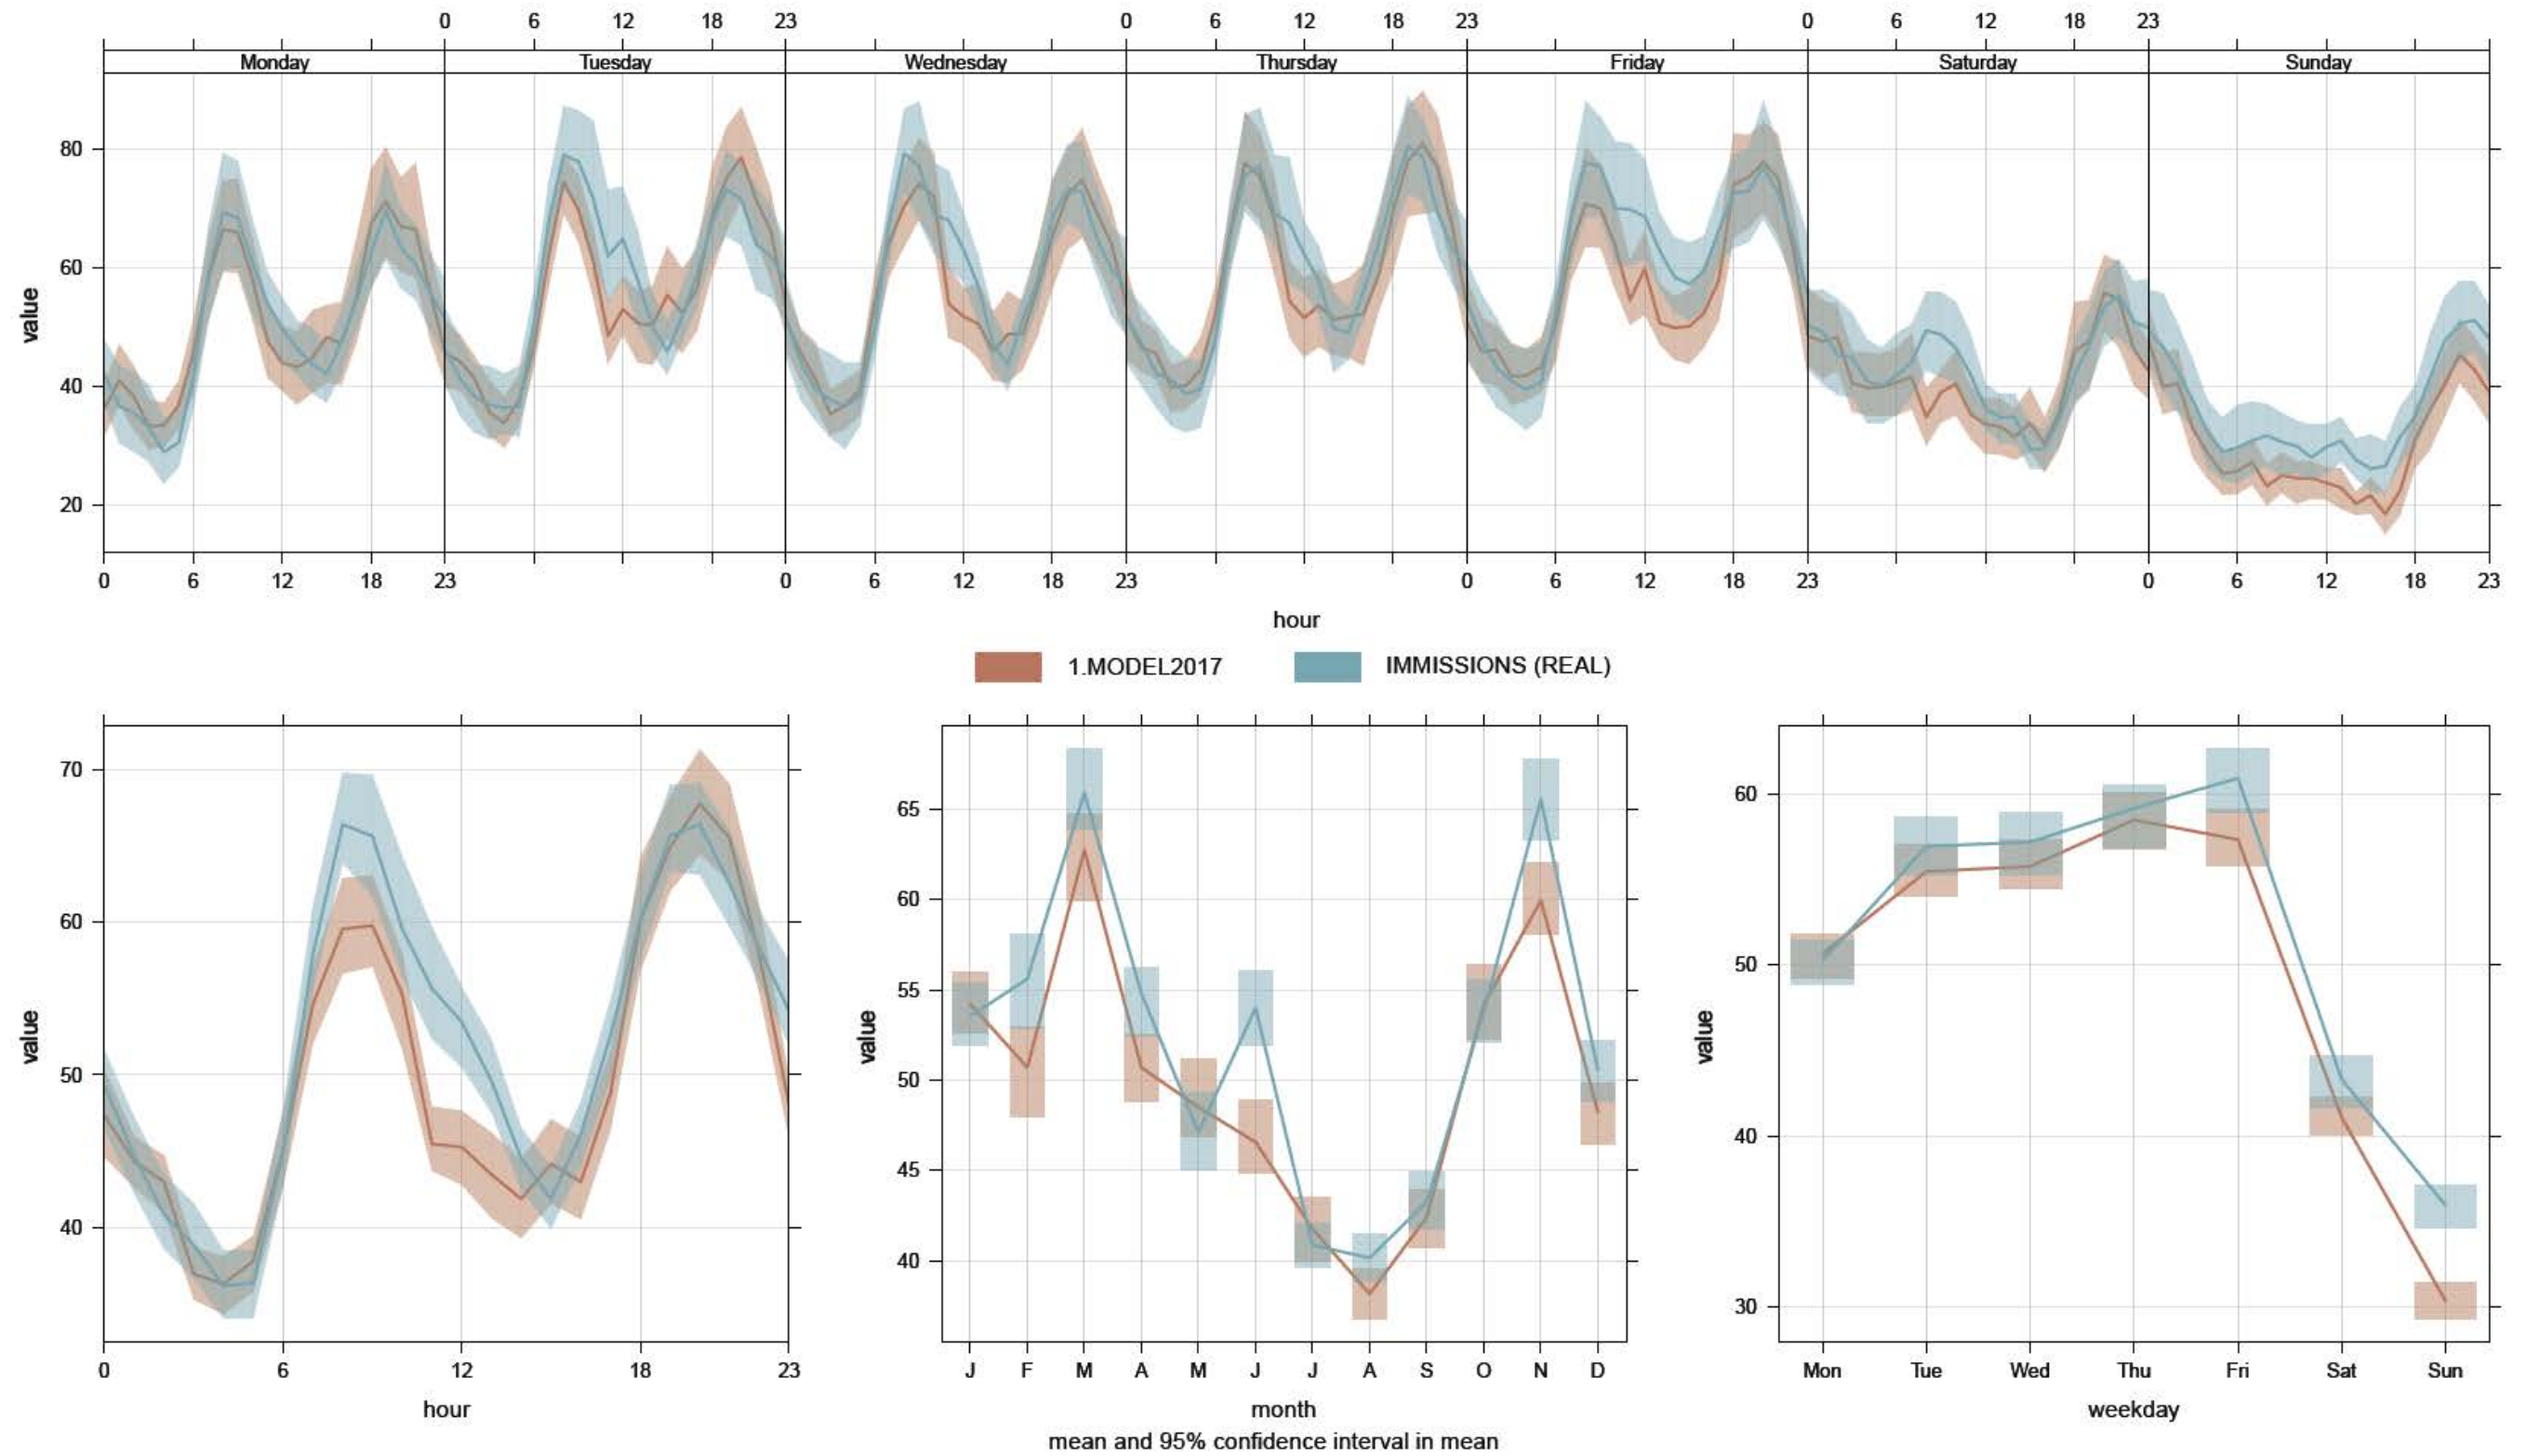 0 6 12 18 23 0 6 12 18 23 0 6 12 18 23
Monday Tuesday Wednesday Thursday Friday Saturday Sunday
80
60
40
20
value
0 6 12 18 23 0 6 12 18 23 0 6 12 18 23 0 6 12 18 23
hour
1.MODEL2017 IMMISSIONS (REAL)
70
60
50
40
value
0 6 12 18 23
hour
65
60
55
50
45
40
value
J F M A M J J A S O N D
month
60
50
40
30
value
Mon Tue Wed Thu Fri Sat Sun
weekday
mean and 95% confidence interval in mean